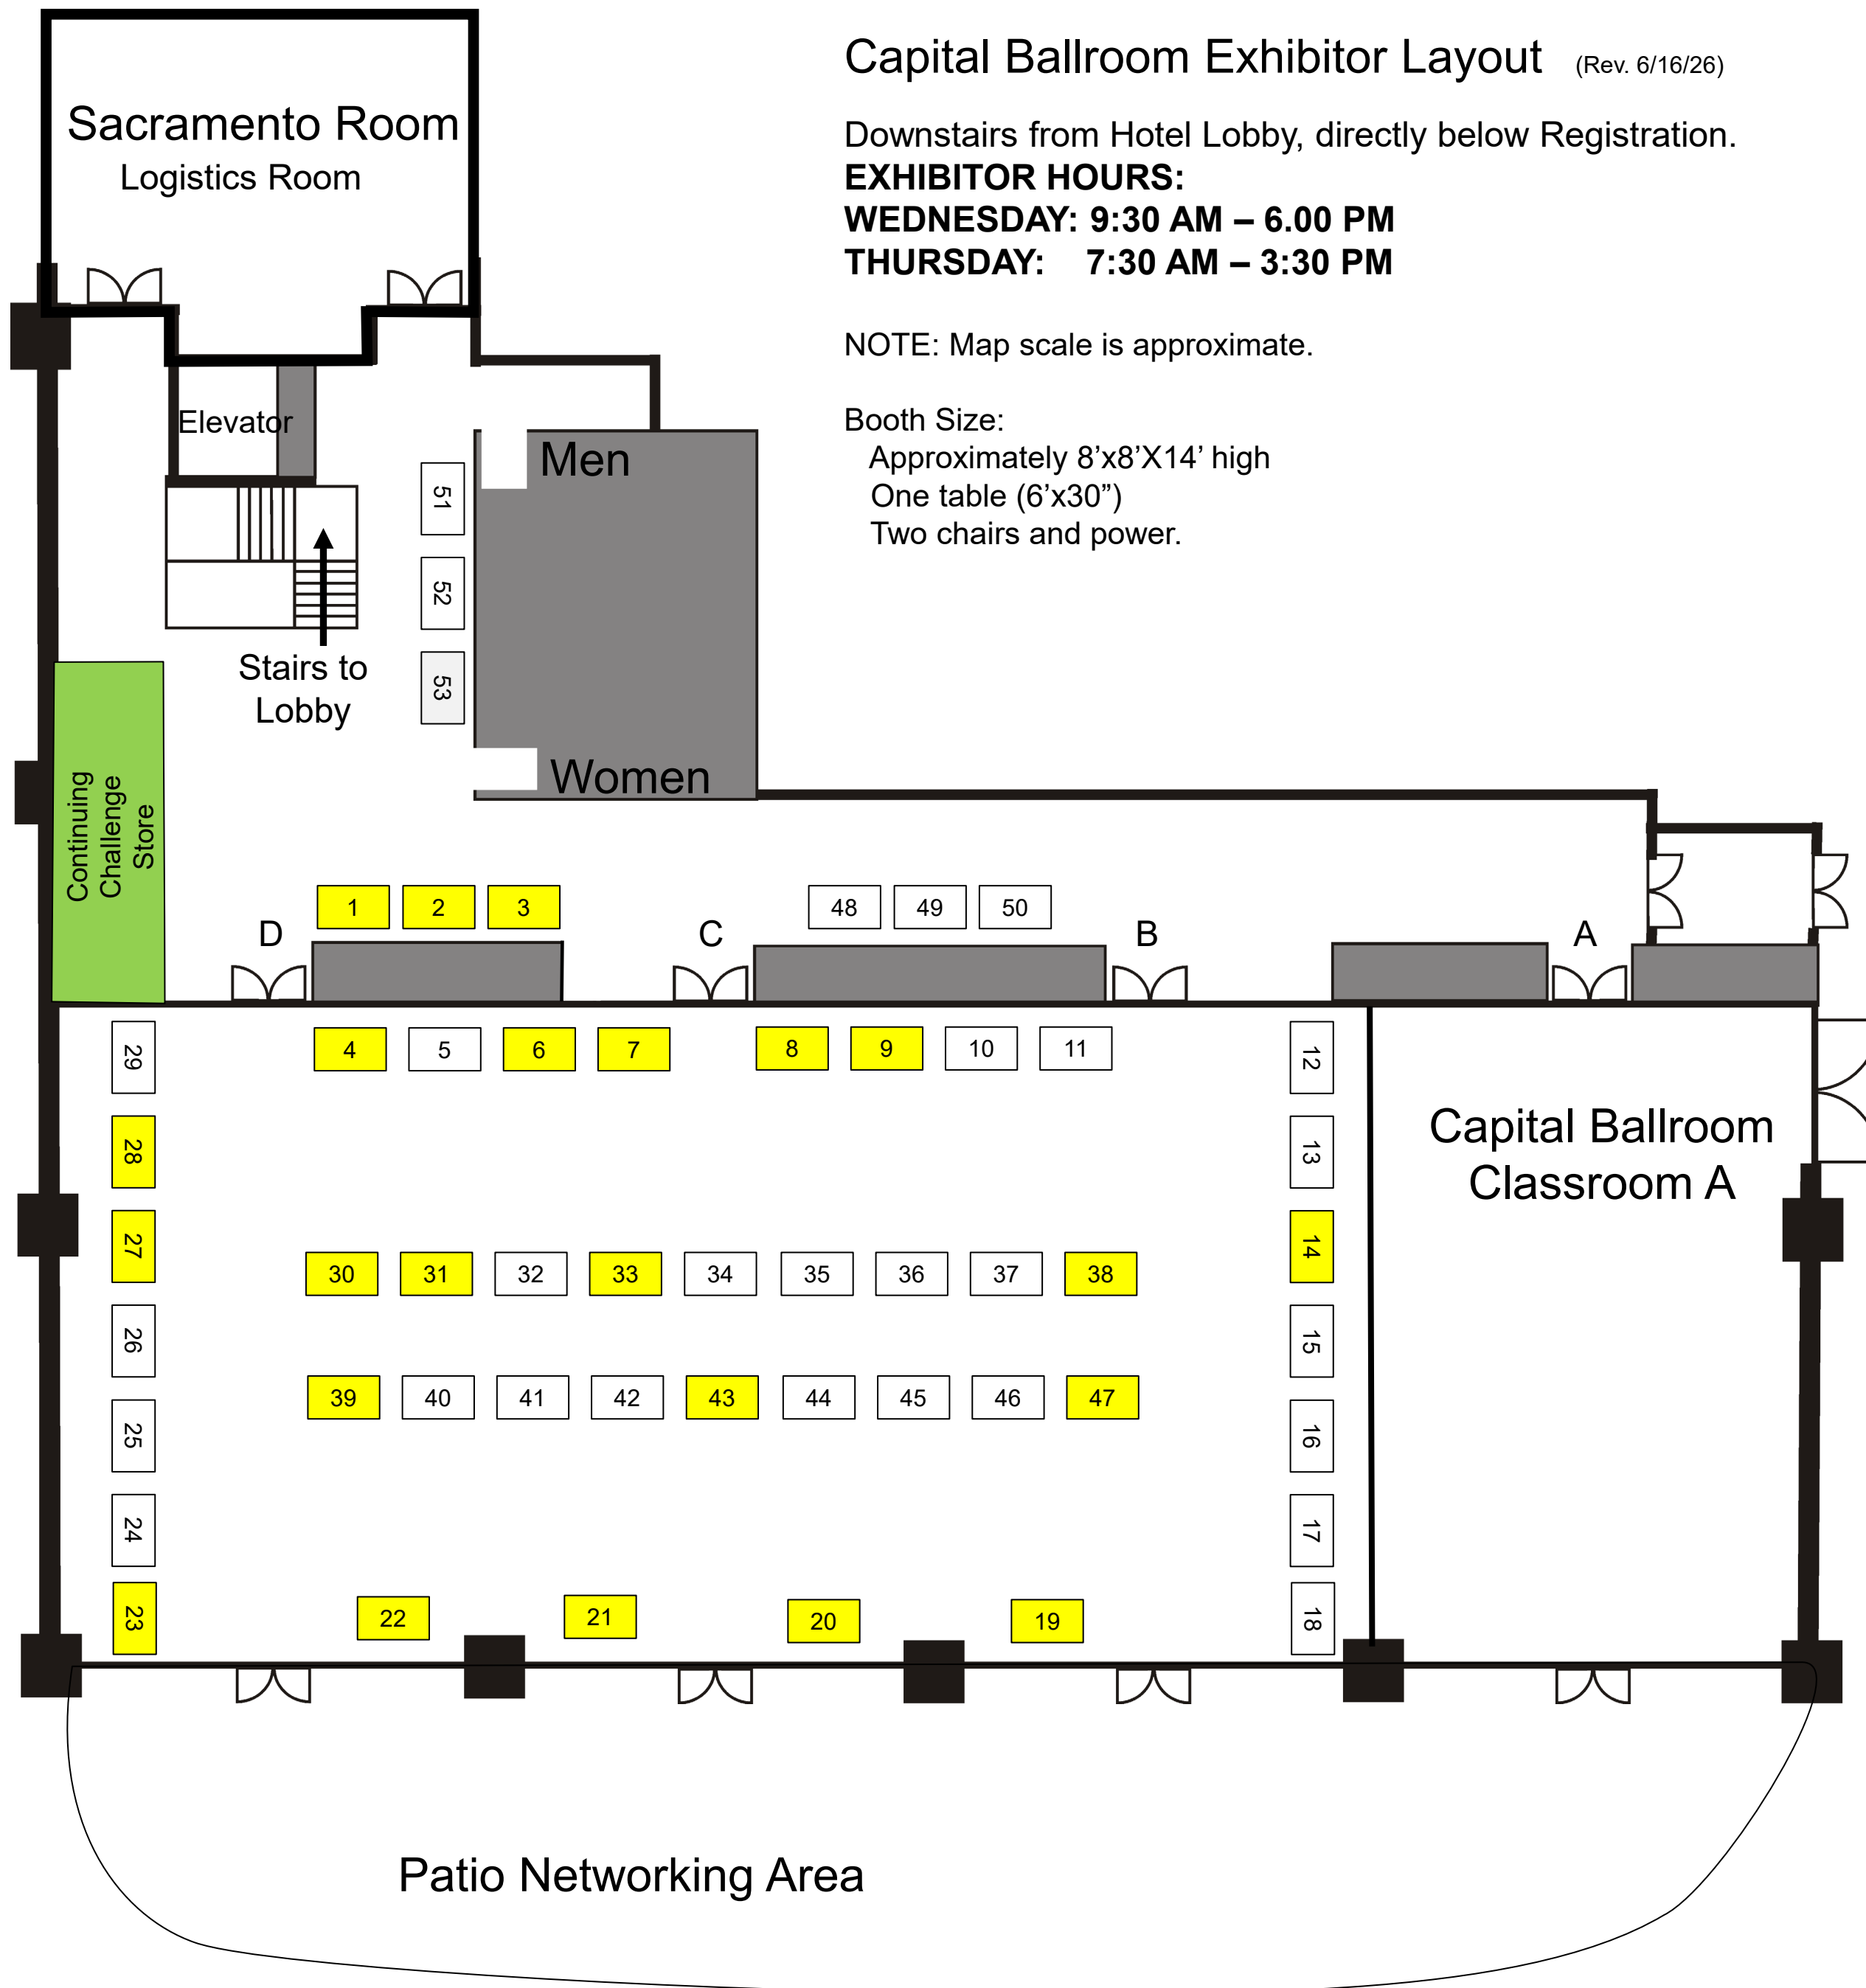 Capital Ballroom Exhibitor Layout (Rev. 6/16/26)
Downstairs from Hotel Lobby, directly below Registration.
EXHIBITOR HOURS:
WEDNESDAY: 9:30 AM – 6.00 PM
THURSDAY: 7:30 AM – 3:30 PM
NOTE: Map scale is approximate.
Booth Size:
Approximately 8’x8’X14’ high
One table (6’x30”)
Two chairs and power.
Sacramento Room
Logistics Room
Elevator
Men
51
52
53
Stairs to
Lobby
Women
Continuing
Challenge
Store
1 2 3 48 49 50
D C B A
29
28
27
26
25
24
23
4 5 6 7 8 9 10 11
12
13
14
15
16
17
18
Capital Ballroom
Classroom A
30 31 32 33 34 35 36 37 38
39 40 41 42 43 44 45 46 47
22 21 20 19
Patio Networking Area